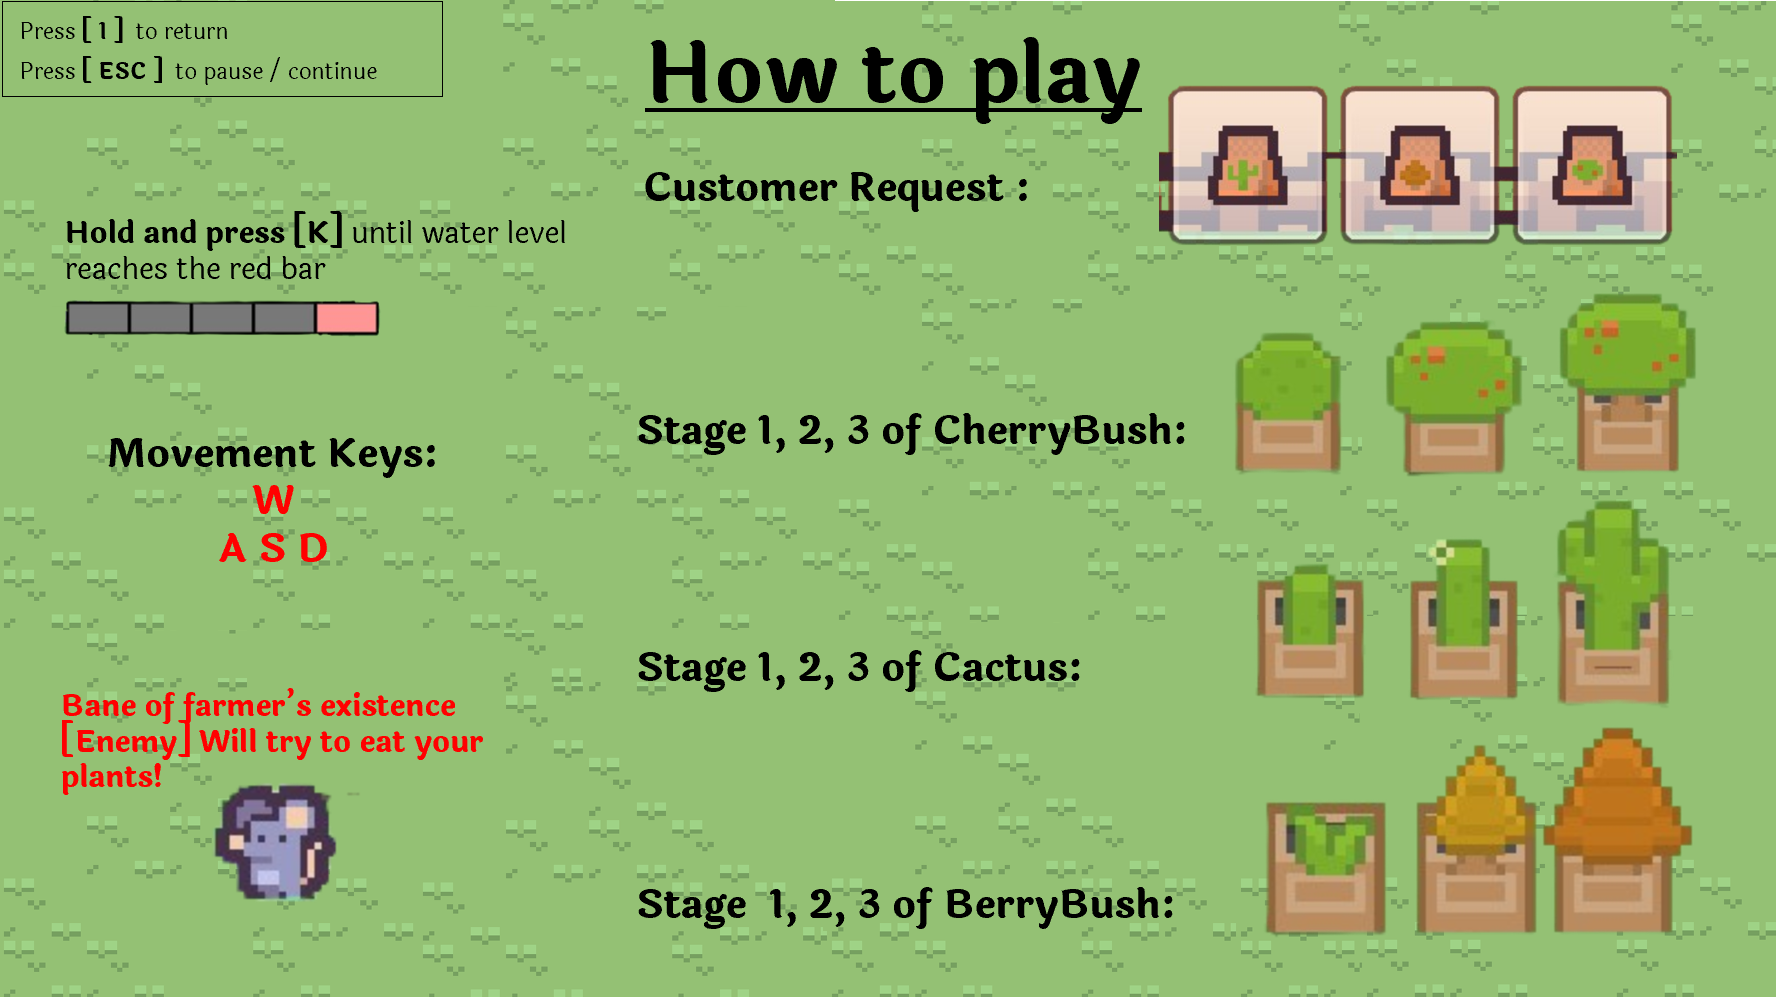 Press [ 1 ] to return
Press [ ESC ] to pause / continue
How to play
Customer Request :
Hold and press [K] until water level
reaches the red bar
Stage 1, 2, 3 of CherryBush:
Movement Keys:
W
A S D
Stage 1, 2, 3 of Cactus:
Bane of farmer's existence
[Enemy] Will try to eat your
plants!
Stage 1, 2, 3 of BerryBush: